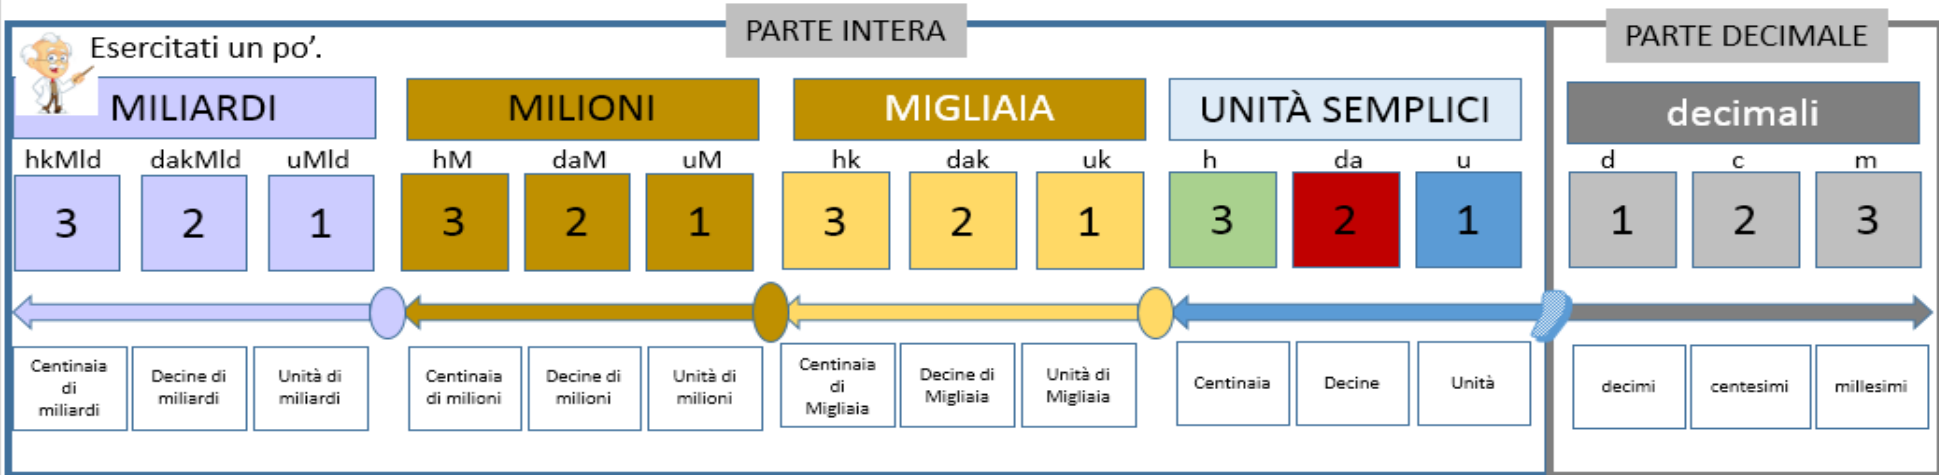 PARTE INTERA
PARTE DECIMALE
Esercitati un po’.
MILIARDI MILIONI MIGLIAIA UNITÀ SEMPLICI decimali
hkMld dakMld uMld hM daM uM hk dak uk h da u d c m
3 2 1 3 2 1 3 2 1 3 2 1 1 2 3
Centinaia
di
miliardi
Decine di
miliardi
Unità di
miliardi
Centinaia
di milioni
Decine di
milioni
Unità di
milioni
Centinaia
di
Migliaia
Decine di
Migliaia
Unità di
Migliaia
Centinaia
Decine
Unità
decimi
centesimi
millesimi